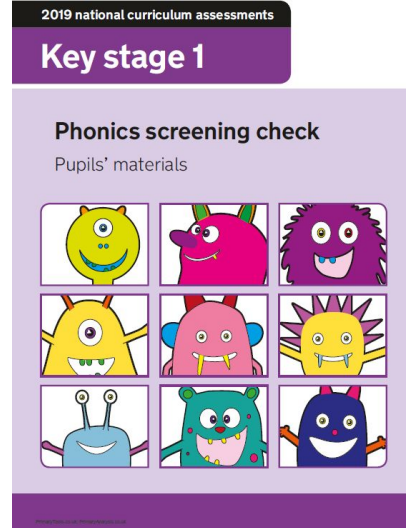 2019 national curriculum assessments
Key stage 1
Phonics screening check
Pupils’ materials